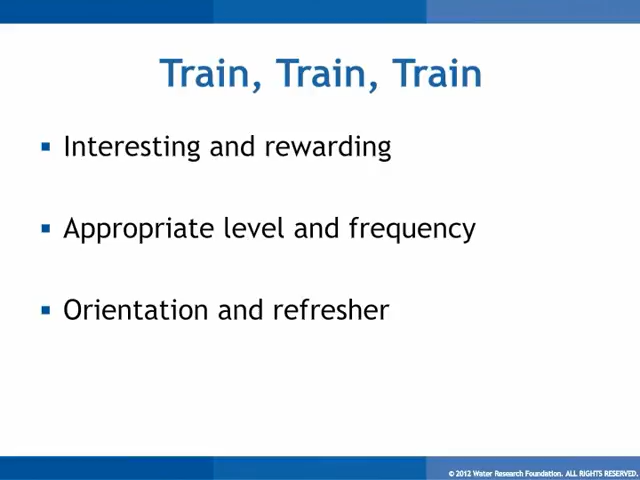 Train, Train, Train
▪ Interesting and rewarding
▪ Appropriate level and frequency
▪ Orientation and refresher
© 2012 Water Research Foundation. ALL RIGHTS RESERVED.